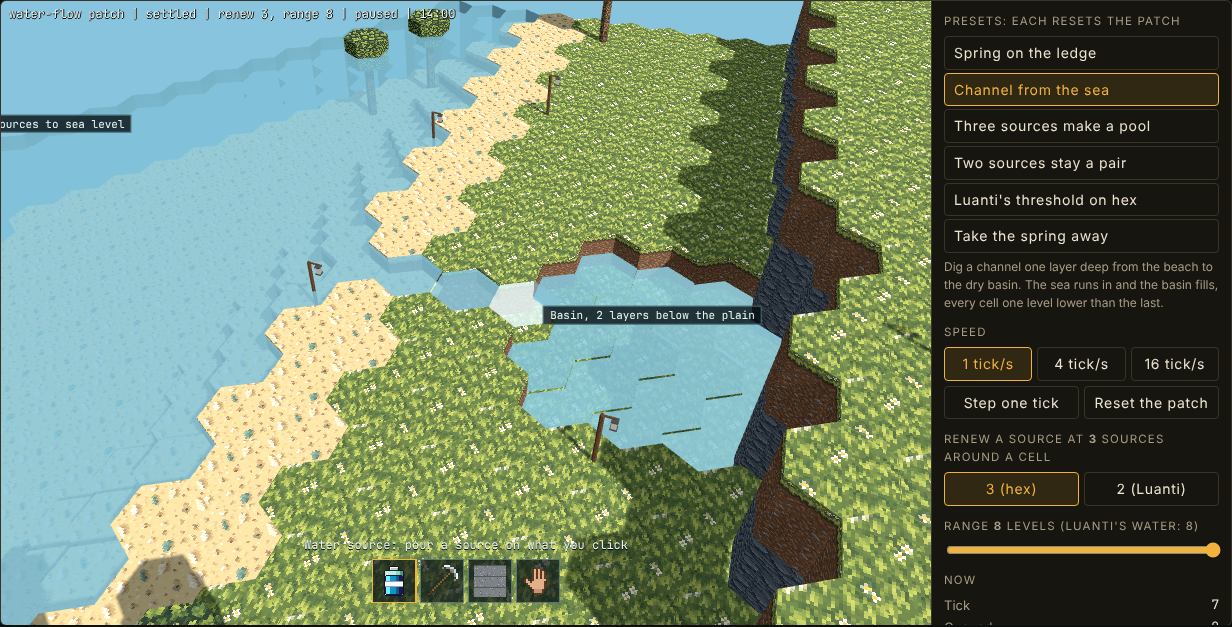 water-flow patch | settled | renew 3, range 8 | paused | 14:00
ources to sea level
Basin, 2 layers below the plain
Water source: pour a source on what you click
PRESETS: EACH RESETS THE PATCH
Spring on the ledge
Channel from the sea
Three sources make a pool
Two sources stay a pair
Luanti's threshold on hex
Take the spring away
Dig a channel one layer deep from the beach to
the dry basin. The sea runs in and the basin fills,
every cell one level lower than the last.
SPEED
1 tick/s
4 tick/s
16 tick/s
Step one tick
Reset the patch
RENEW A SOURCE AT 3 SOURCES
AROUND A CELL
3 (hex)
2 (Luanti)
RANGE 8 LEVELS (LUANTI'S WATER: 8)
NOW
Tick 7